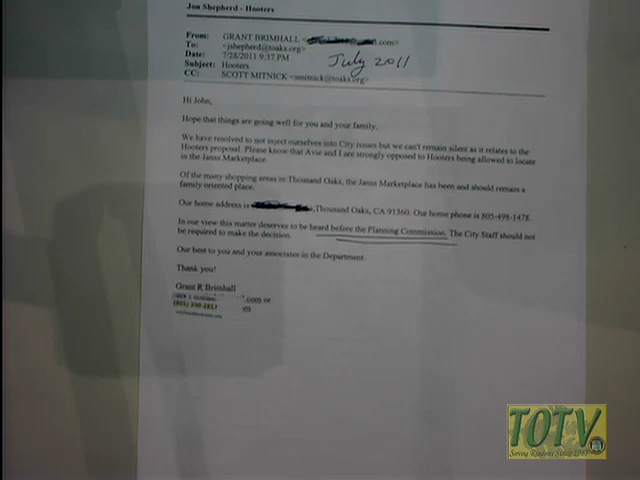 Jon Shepherd - Hooters
From: GRANT BRIMHALL < .com>
To: <jshepherd@toaks.org>
Date: 7/28/2011 9:37 PM
July 2011
Subject: Hooters
CC: SCOTT MITNICK <smitnick@toaks.org>
Hi John,
Hope that things are going well for you and your family.
We have resolved to not inject ourselves into City issues but we can't remain silent as it relates to the
Hooters proposal. Please know that Avie and I are strongly opposed to Hooters being allowed to locate
in the Janss Marketplace.
Of the many shopping areas in Thousand Oaks, the Janss Marketplace has been and should remain a
family oriented place.
Our home address is , Thousand Oaks, CA 91360. Our home phone is 805-498-1478.
In our view this matter deserves to be heard before the Planning Commission. The City Staff should not
be required to make the decision.
Our best to you and your associates in the Department.
Thank you!
Grant R Brimhall
.com or
TOTV
Serving Residents Since 1987